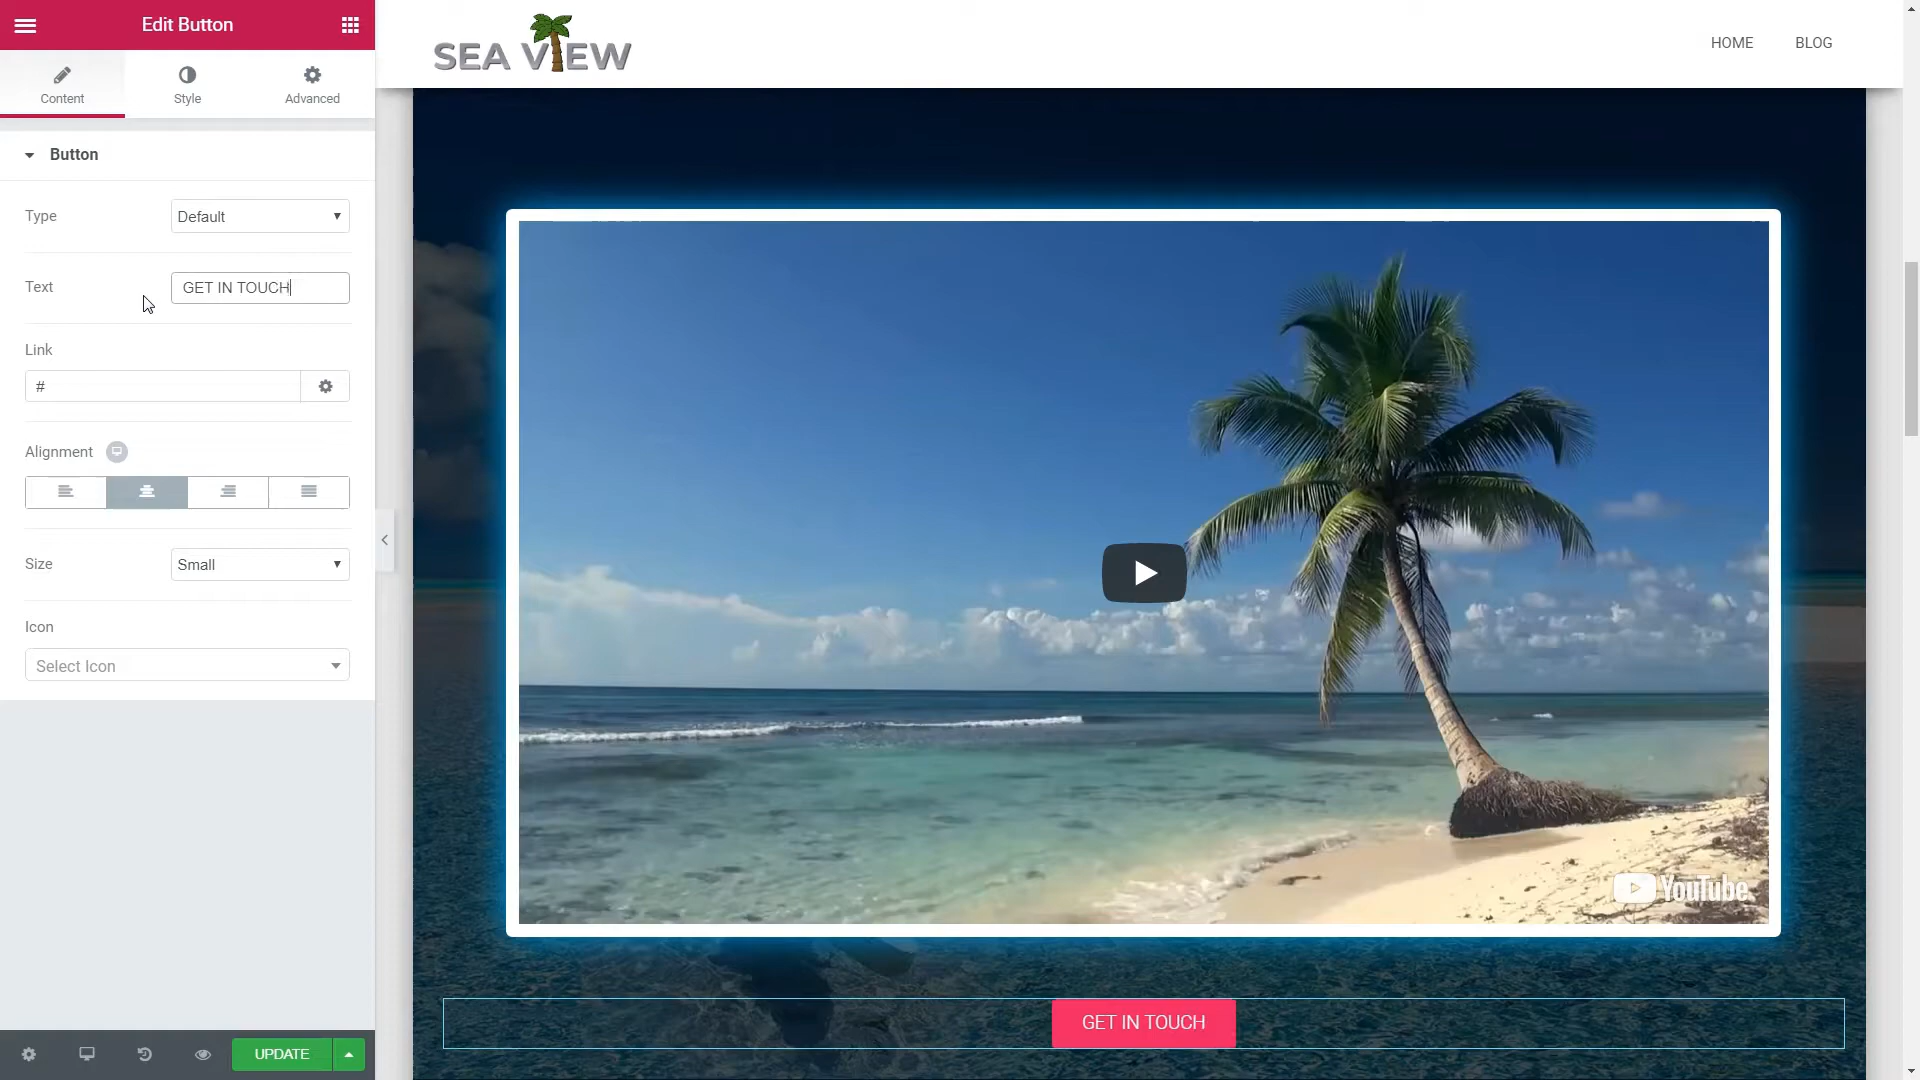 Edit Button
Content
Style
Advanced
Button
Type
Default
Text
GET IN TOUCH
Link
#
Alignment
Size
Small
Icon
Select Icon
UPDATE
SEA VIEW
HOME
BLOG
YouTube
GET IN TOUCH